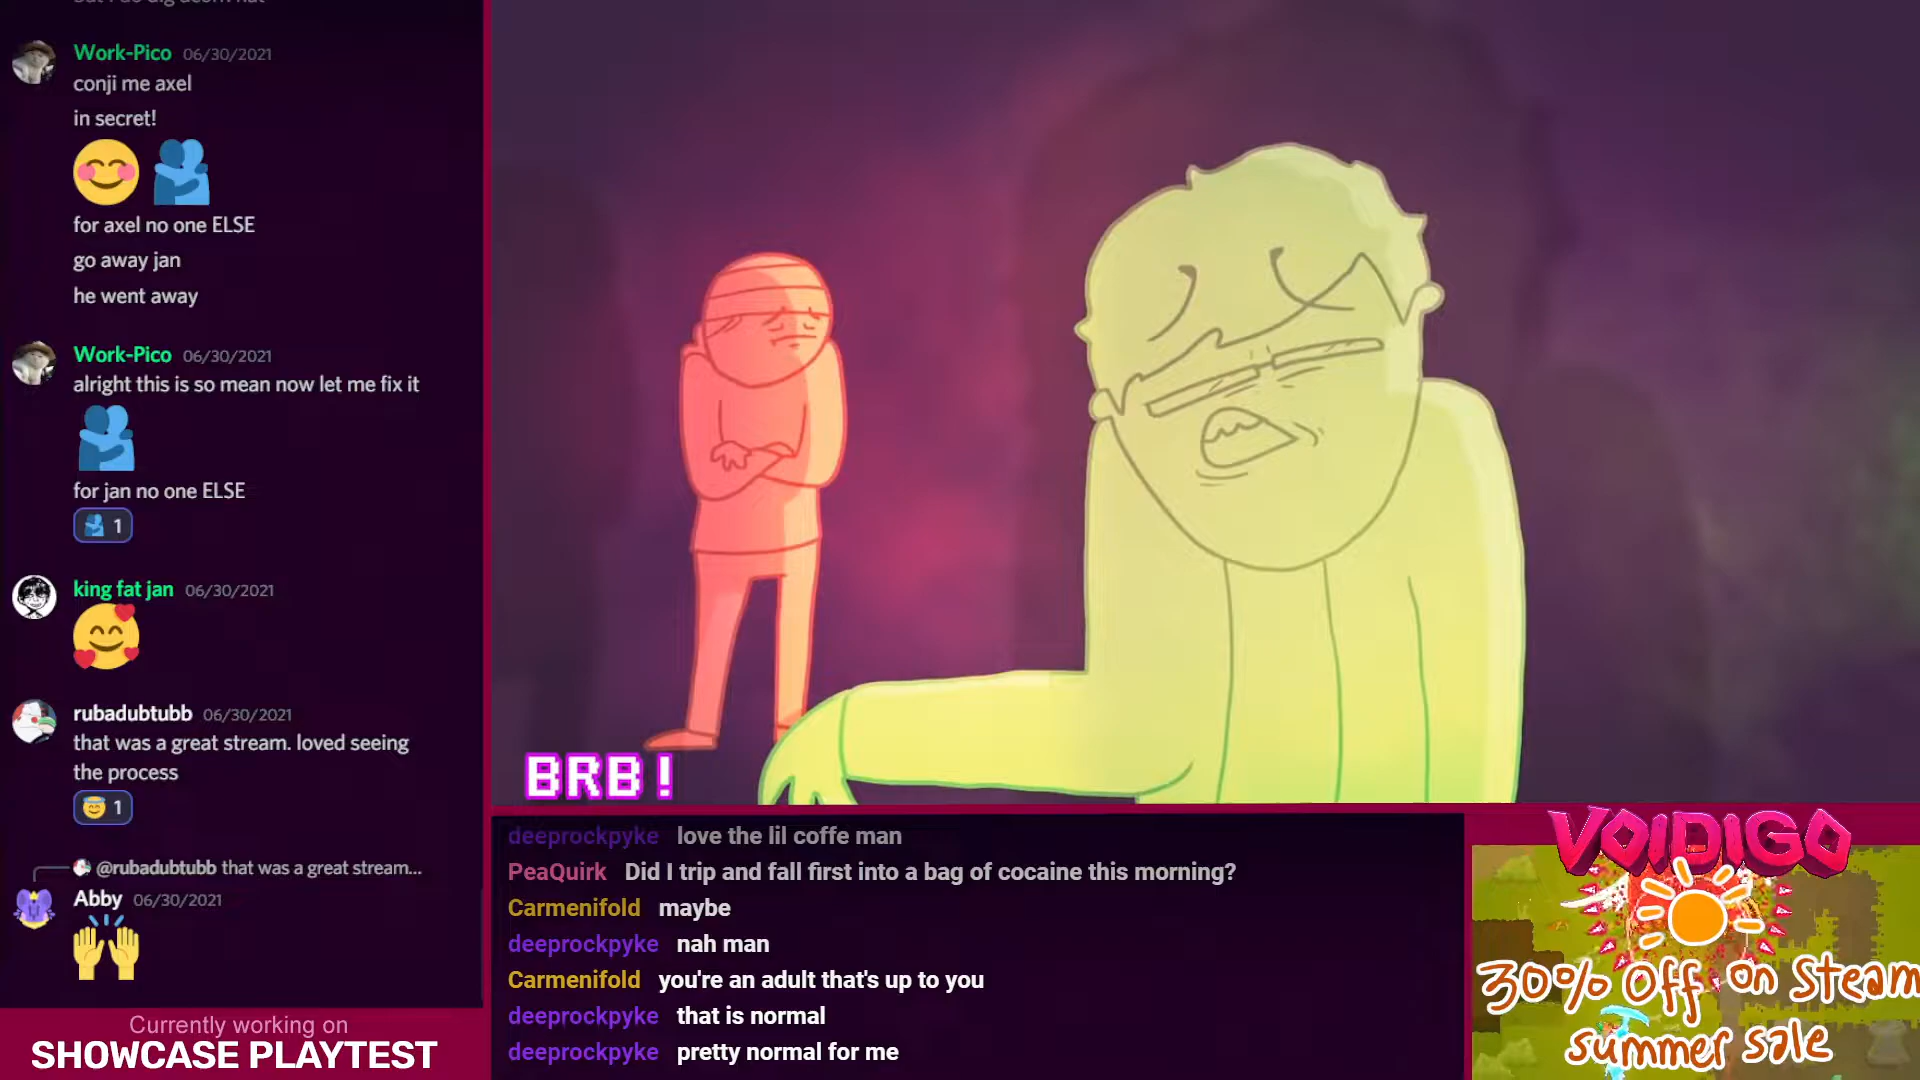 Work-Pico 06/30/2021
conji me axel
in secret!
for axel no one ELSE
go away jan
he went away
Work-Pico 06/30/2021
alright this is so mean now let me fix it
for jan no one ELSE
1
king fat jan 06/30/2021
rubadubtubb 06/30/2021
that was a great stream. loved seeing
the process
1
@rubadubtubb that was a great stream...
Abby 06/30/2021
Currently working on
SHOWCASE PLAYTEST
BRB!
deeprockpyke love the lil coffe man
PeaQuirk Did I trip and fall first into a bag of cocaine this morning?
Carmenifold maybe
deeprockpyke nah man
Carmenifold you're an adult that's up to you
deeprockpyke that is normal
deeprockpyke pretty normal for me
VOIDIGO
30% Off on Steam
summer sale